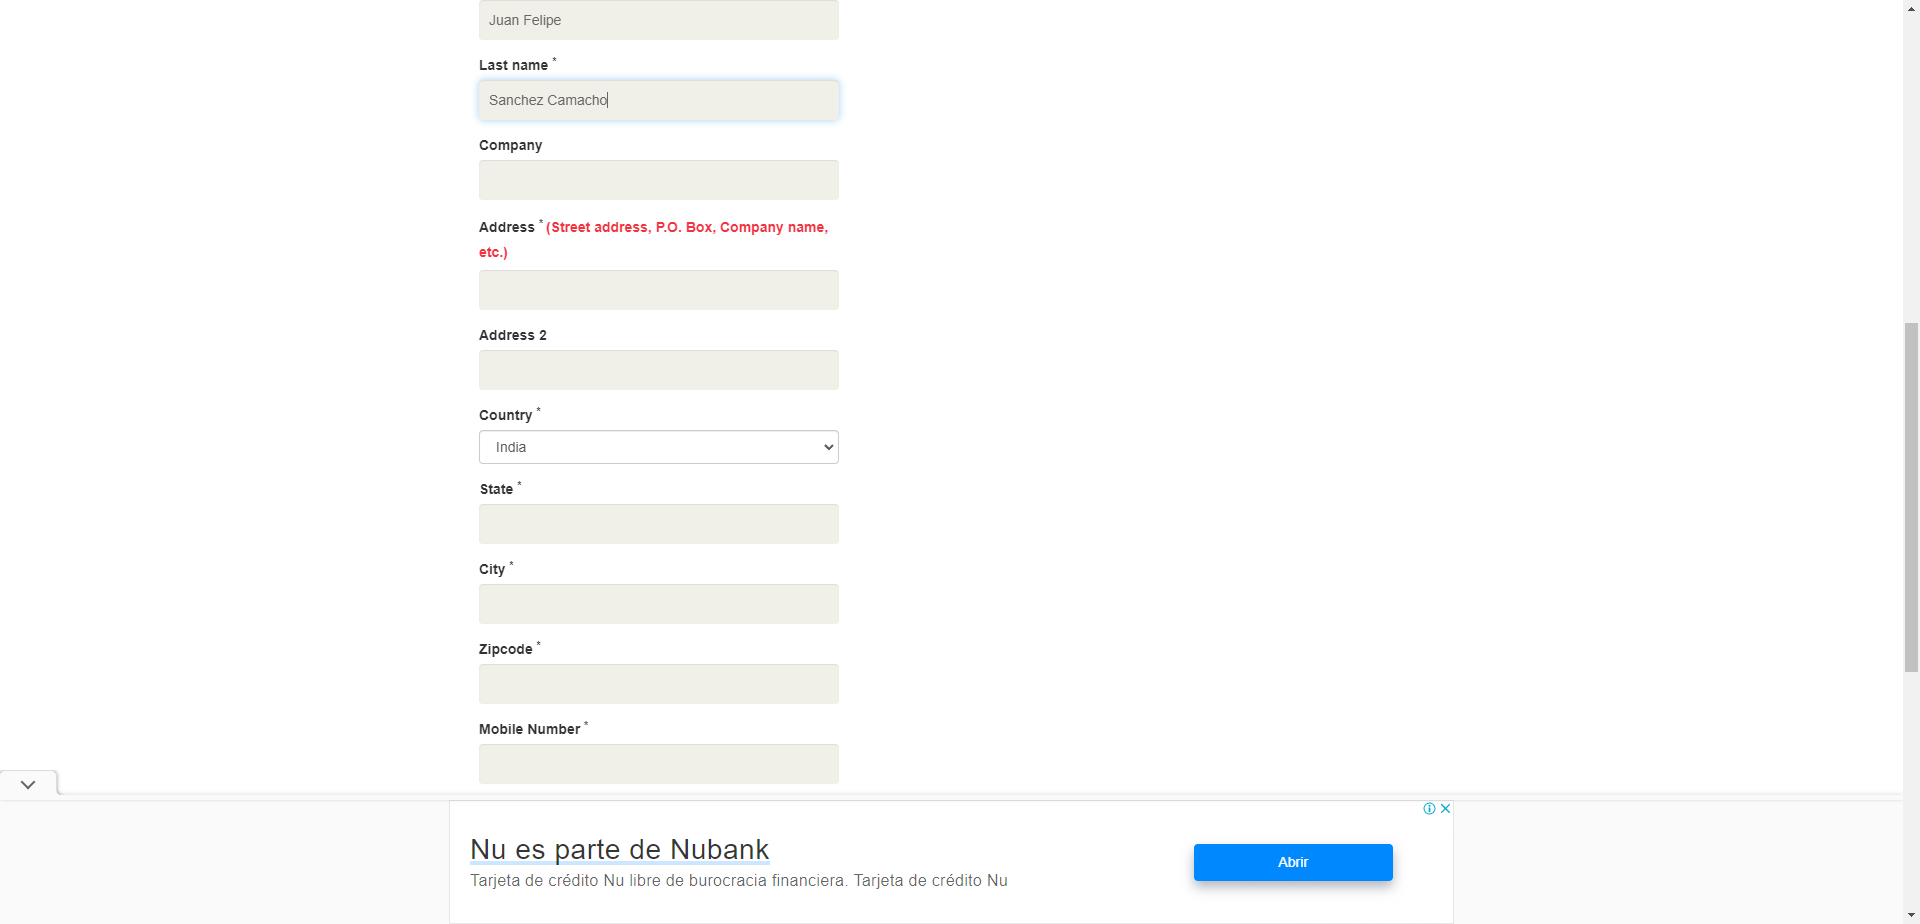 Juan Felipe
Last name *
Sanchez Camacho
Company
Address * (Street address, P.O. Box, Company name,
etc.)
Address 2
Country *
India
State *
City *
Zipcode *
Mobile Number *
Nu es parte de Nubank
Tarjeta de crédito Nu libre de burocracia financiera. Tarjeta de crédito Nu
Abrir